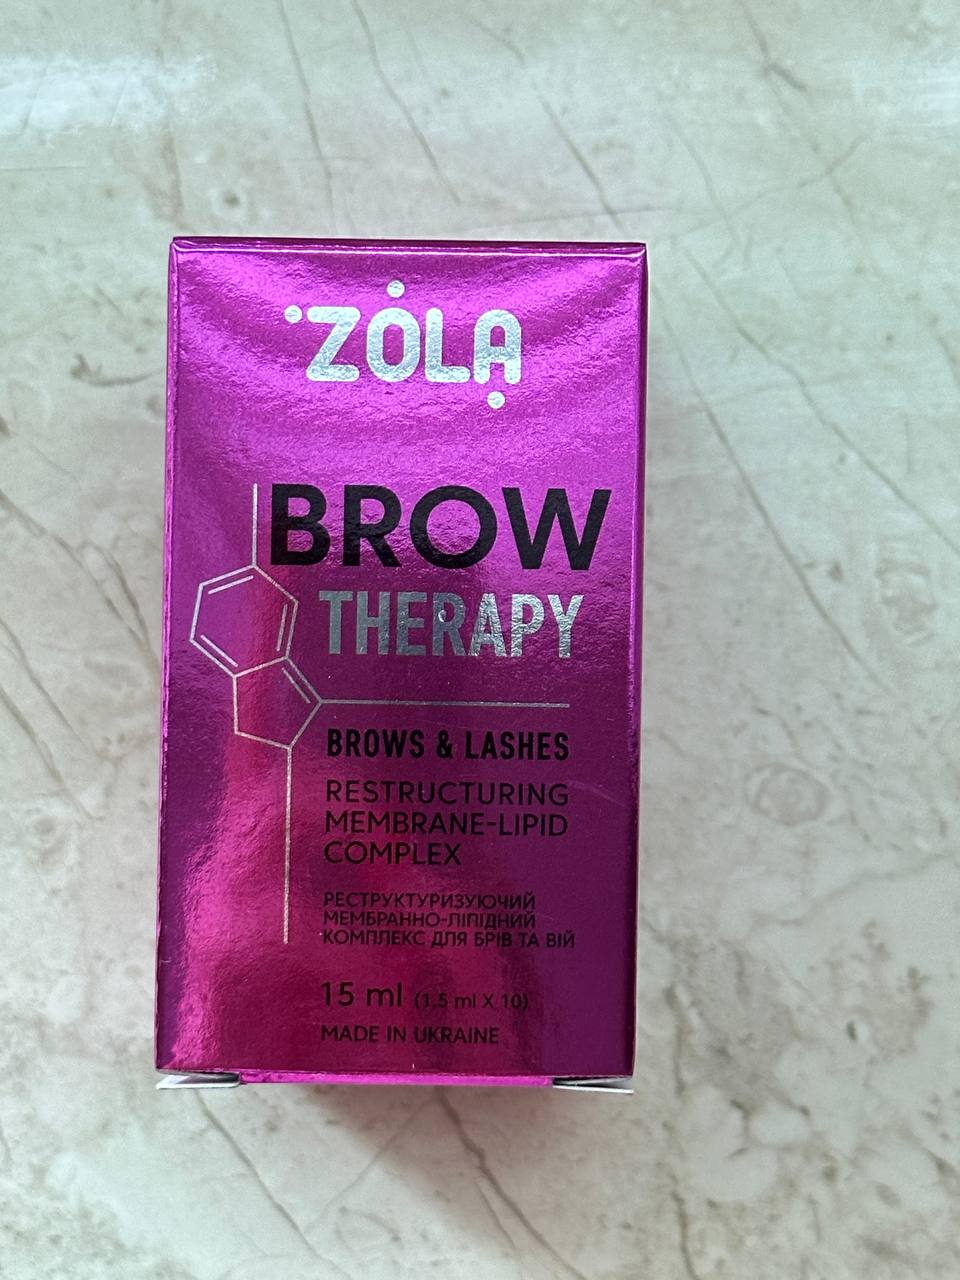 ZOLA
BROW
THERAPY
BROWS & LASHES
RESTRUCTURING
MEMBRANE-LIPID
COMPLEX
РЕСТРУКТУРИЗУЮЧИЙ
МЕМБРАННО-ЛІПІДНИЙ
КОМПЛЕКС ДЛЯ БРІВ ТА ВІЙ
15 ml (1,5 ml X 10)
MADE IN UKRAINE